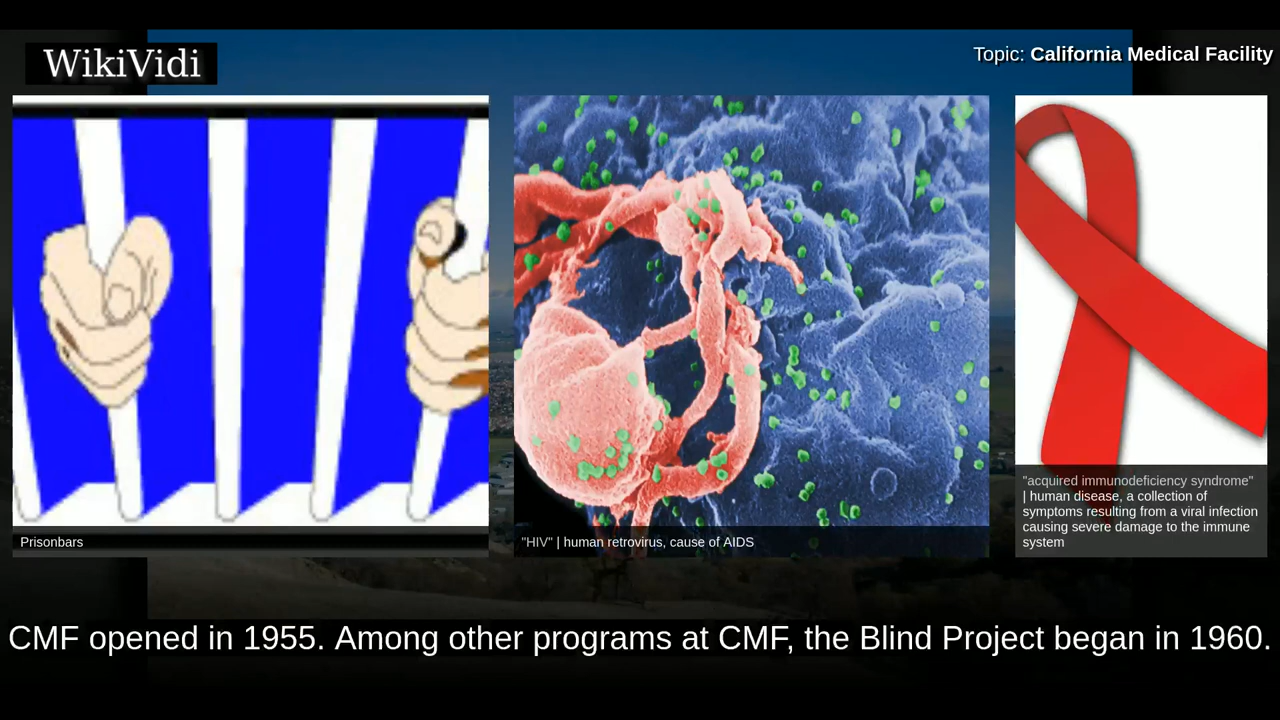 WikiVidi
Topic: California Medical Facility
Prisonbars
"HIV" | human retrovirus, cause of AIDS
"acquired immunodeficiency syndrome"
| human disease, a collection of
symptoms resulting from a viral infection
causing severe damage to the immune
system
CMF opened in 1955. Among other programs at CMF, the Blind Project began in 1960.